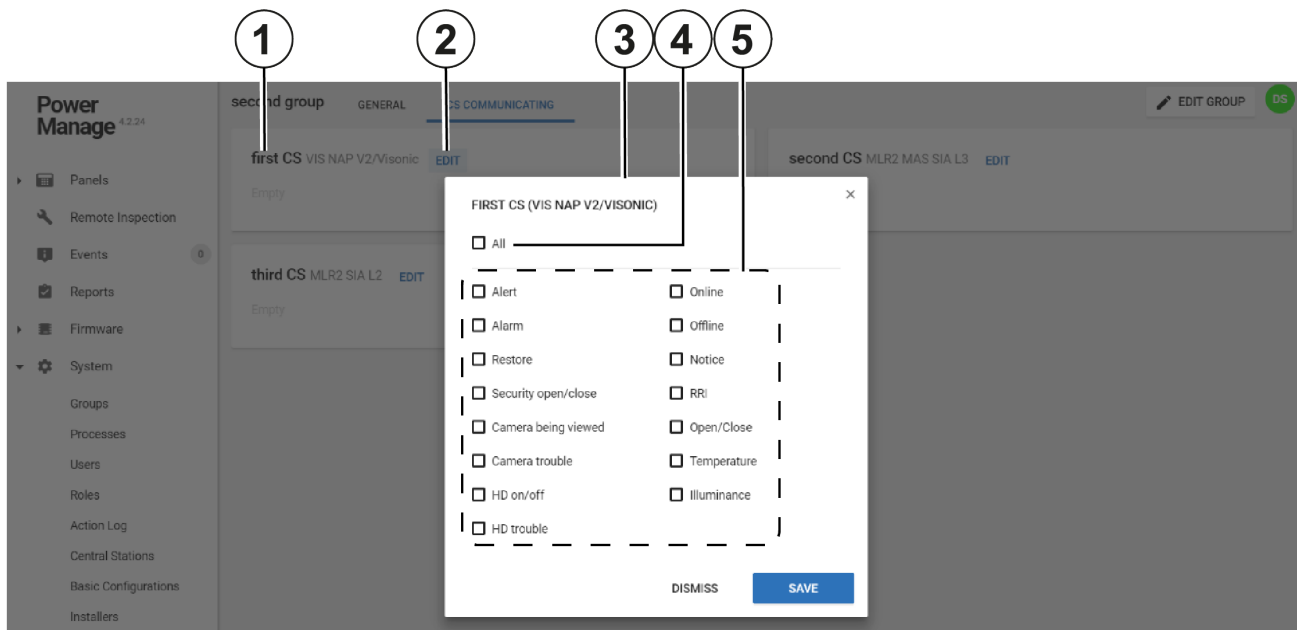 1 2 3 4 5
Power
Manage 4.2.24
second group GENERAL CS COMMUNICATING
EDIT GROUP DS
first CS VIS NAP V2/Visonic EDIT
Empty
second CS MLR2 MAS SIA L3 EDIT
third CS MLR2 SIA L2 EDIT
Empty
Panels
Remote Inspection
Events 0
Reports
Firmware
System
Groups
Processes
Users
Roles
Action Log
Central Stations
Basic Configurations
Installers
FIRST CS (VIS NAP V2/VISONIC) ×
All
Alert Online
Alarm Offline
Restore Notice
Security open/close RRI
Camera being viewed Open/Close
Camera trouble Temperature
HD on/off Illuminance
HD trouble
DISMISS SAVE